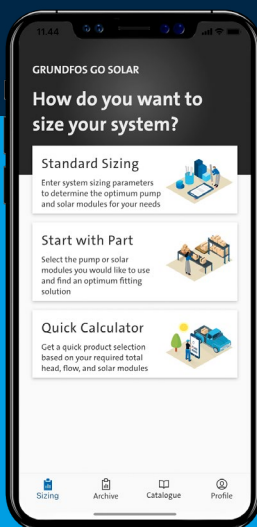 11.44
GRUNDFOS GO SOLAR
How do you want to
size your system?
Standard Sizing
Enter system sizing parameters
to determine the optimum pump
and solar modules for your needs
Start with Part
Select the pump or solar
modules you would like to use
and find an optimum fitting
solution
Quick Calculator
Get a quick product selection
based on your required total
head, flow, and solar modules
Sizing
Archive
Catalogue
Profile